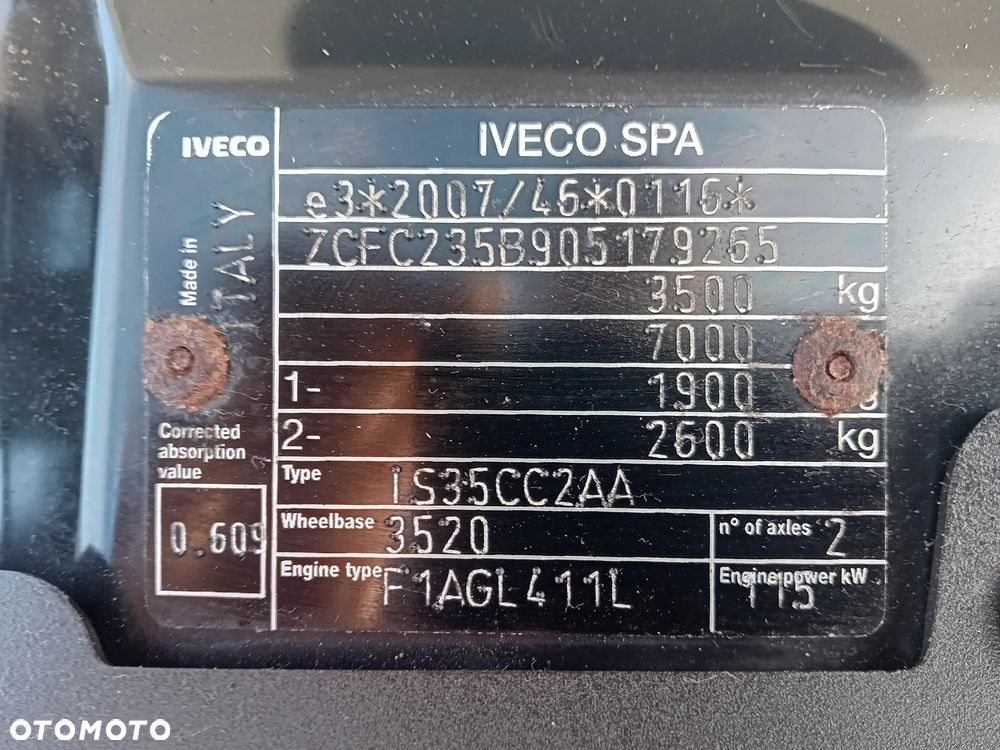 IVECO
IVECO SPA
e3*2007/46*0116*
ZCFC235B905179265
Made in
ITALY
3500 kg
7000
1- 1900
2- 2600 kg
Corrected
absorption
value
0.609
Type IS35CC2AA
Wheelbase 3520
n° of axles 2
Engine type F1AGL411L
Engine power kW 115
OTOMOTO